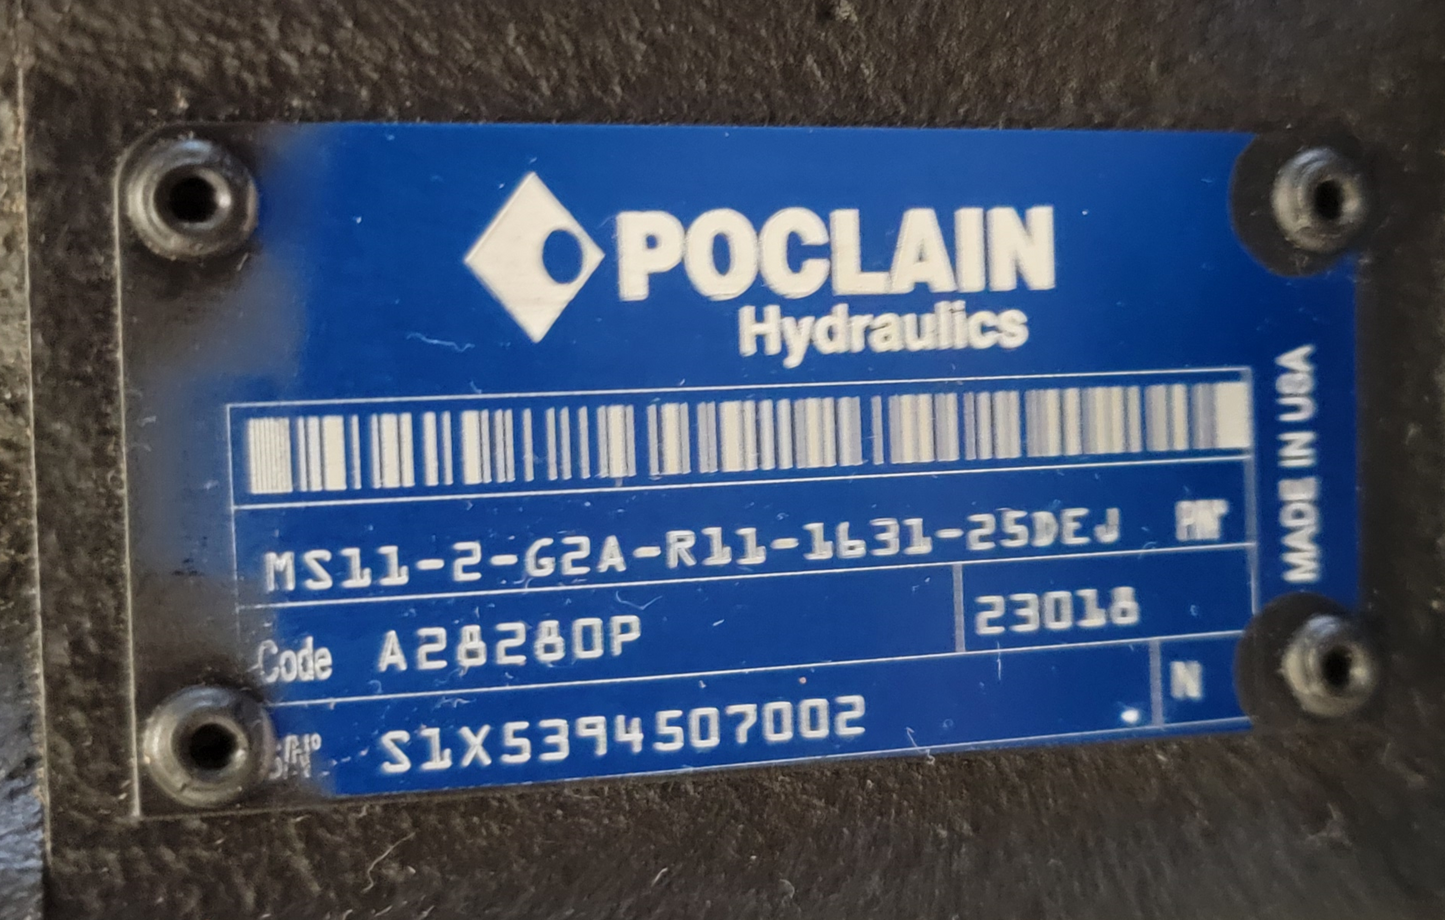 POCLAIN
Hydraulics
MADE IN USA
MS11-2-G2A-R11-1631-25DEJ P/N°
Code A28280P 23018
S/N° S1X5394507002 N